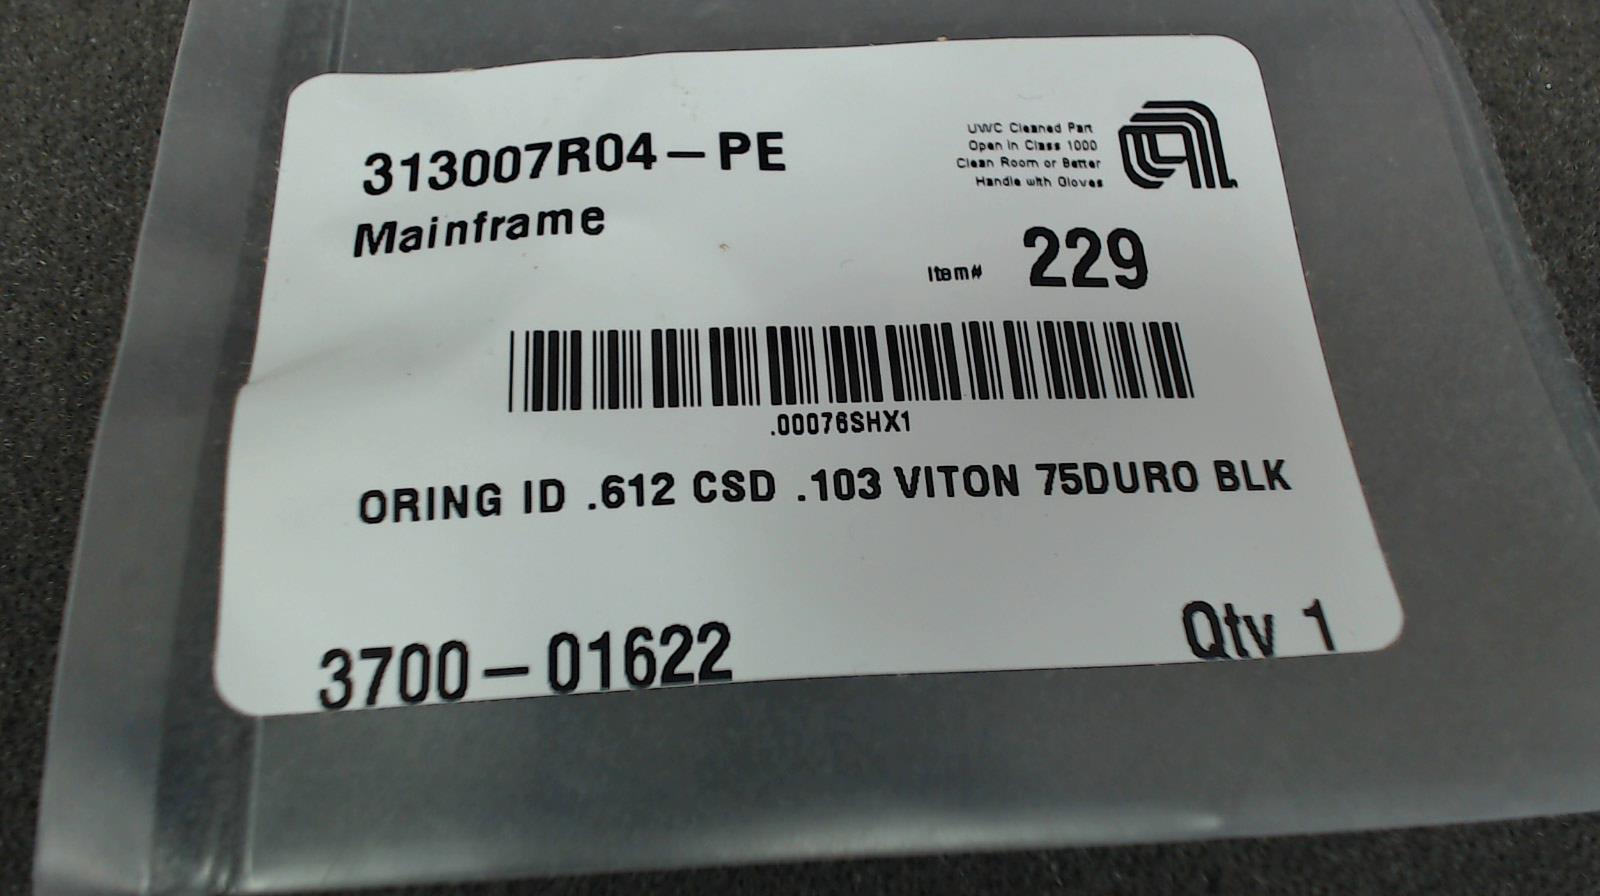 313007R04-PE
Mainframe
UWC Cleaned Part
Open in Class 1000
Clean Room or Better
Handle with Gloves
Item# 229
.00076SHX1
ORING ID .612 CSD .103 VITON 75DURO BLK
3700-01622
Qty 1